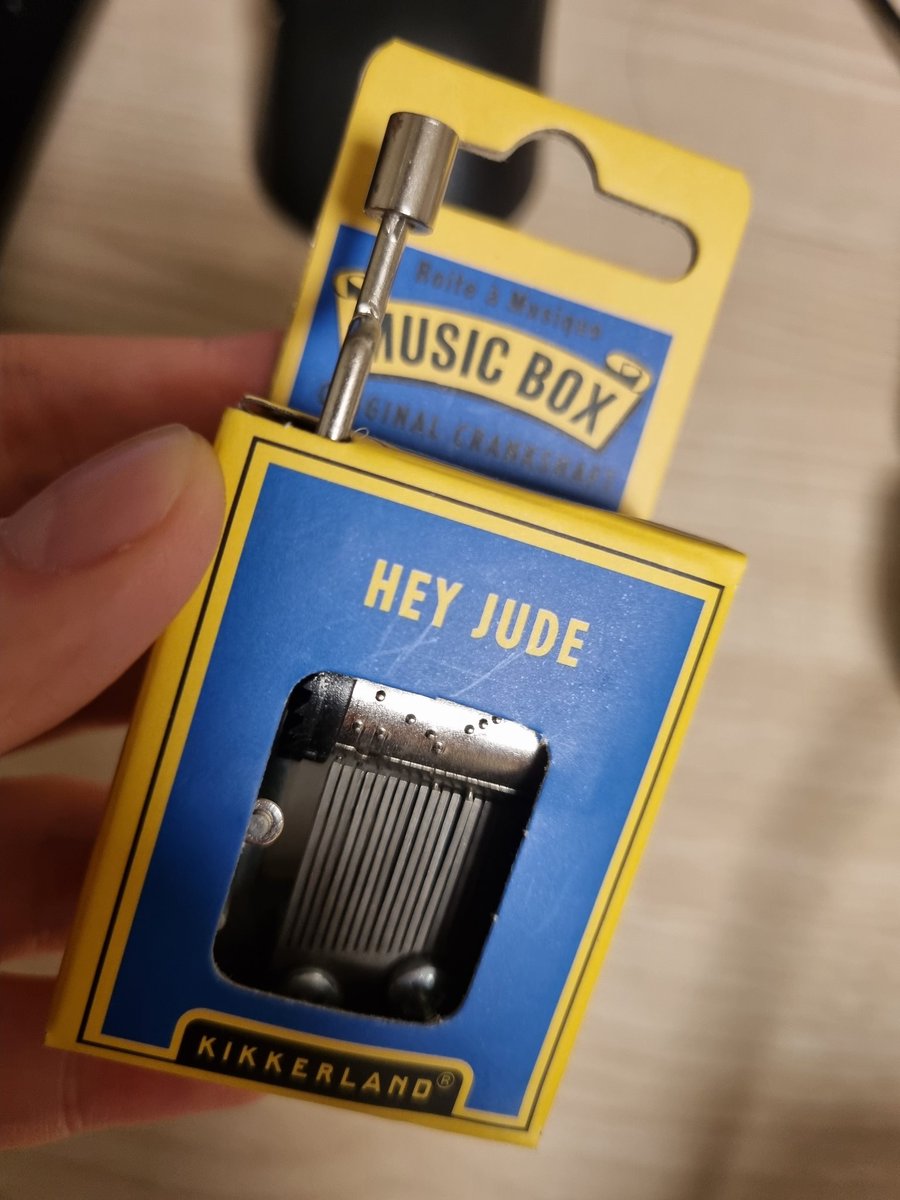 Boîte à Musique
MUSIC BOX
ORIGINAL CRANKSHAFT
HEY JUDE
KIKKERLAND®